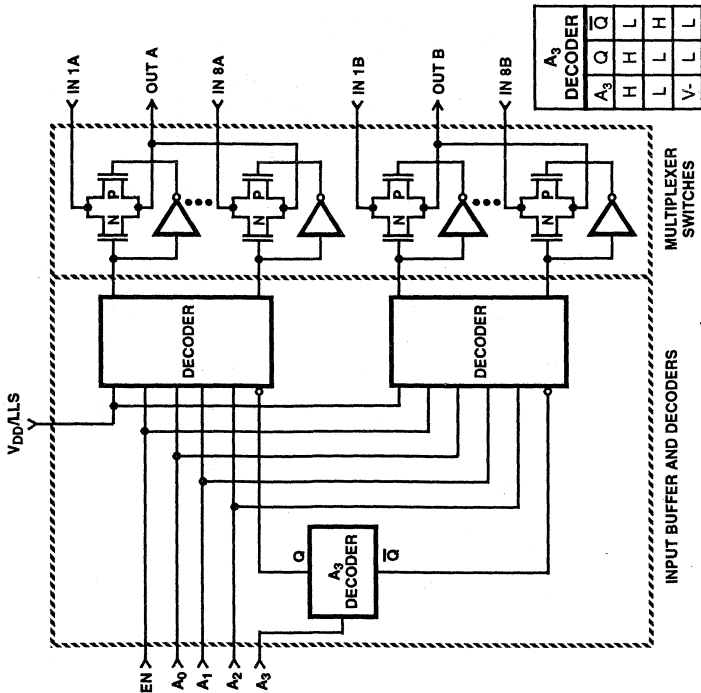 V_DD/LLS
EN
A0
A1
A2
A3
DECODER
DECODER
A3
DECODER
Q
Q̅
N P
N P
N P
N P
IN 1A
OUT A
IN 8A
IN 1B
OUT B
IN 8B
INPUT BUFFER AND DECODERS
MULTIPLEXER
SWITCHES
A3
DECODER
A3 Q Q̅
H H L
L L H
V- L L